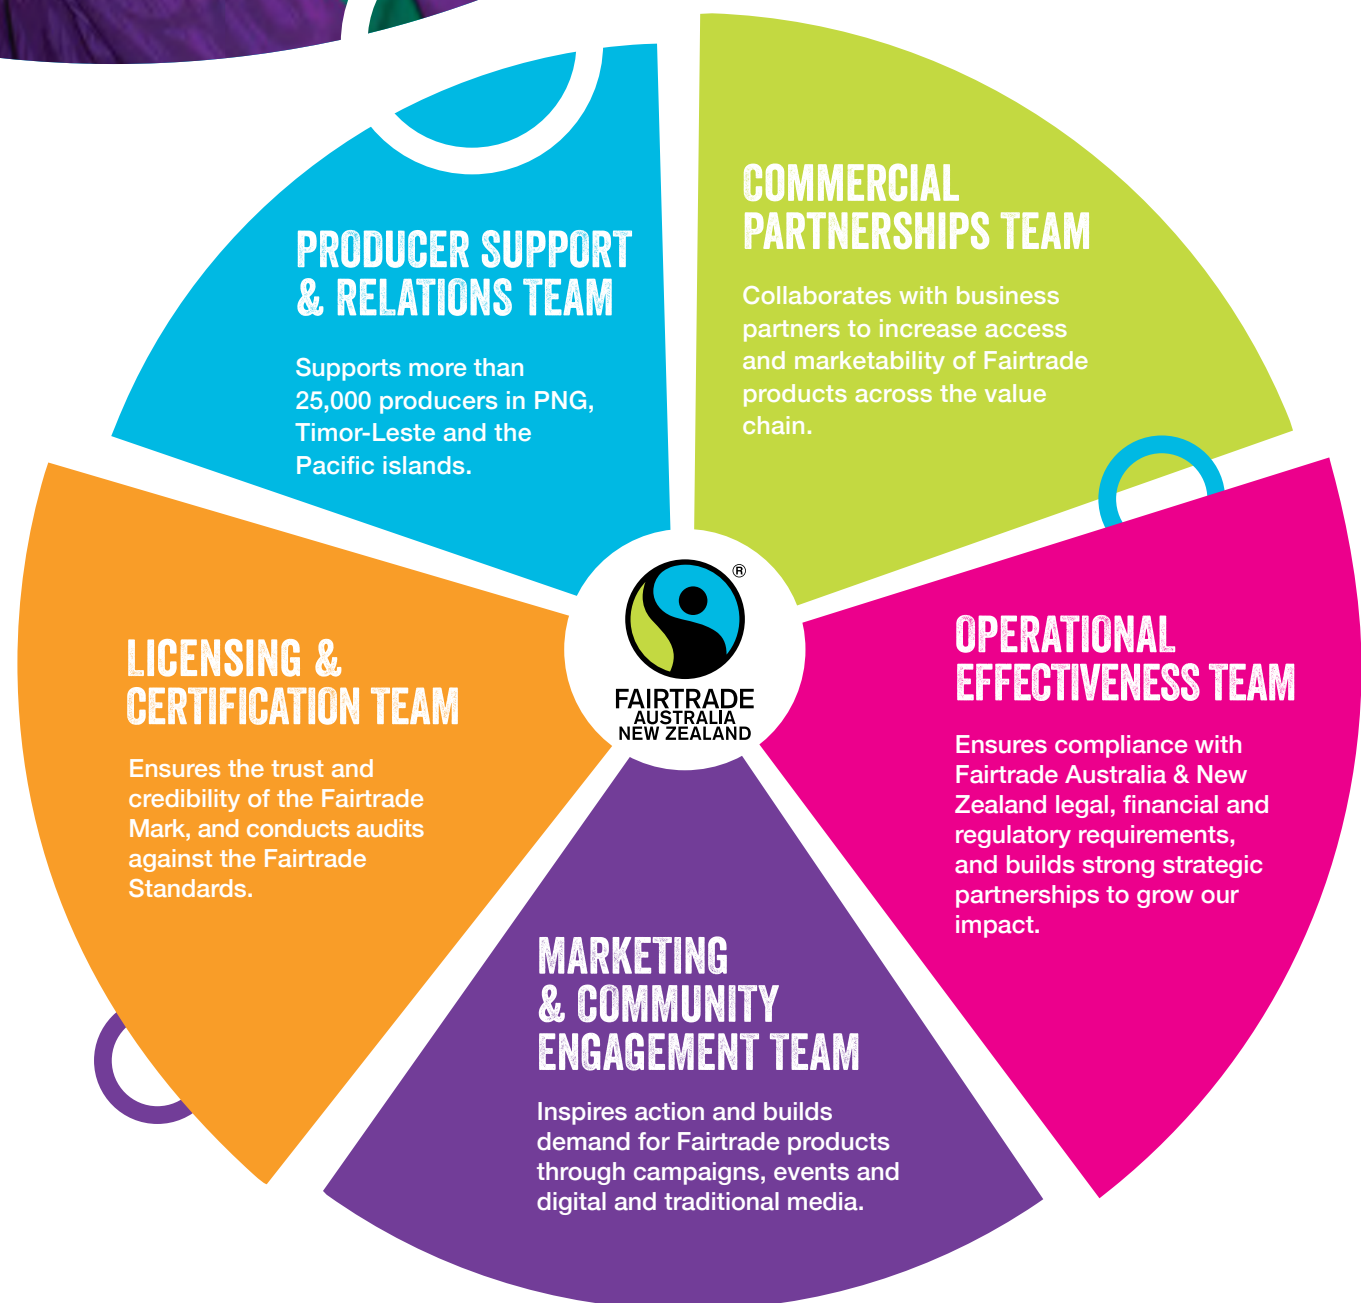 PRODUCER SUPPORT
& RELATIONS TEAM
Supports more than
25,000 producers in PNG,
Timor-Leste and the
Pacific islands.
COMMERCIAL
PARTNERSHIPS TEAM
Collaborates with business
partners to increase access
and marketability of Fairtrade
products across the value
chain.
LICENSING &
CERTIFICATION TEAM
Ensures the trust and
credibility of the Fairtrade
Mark, and conducts audits
against the Fairtrade
Standards.
®
FAIRTRADE
AUSTRALIA
NEW ZEALAND
OPERATIONAL
EFFECTIVENESS TEAM
Ensures compliance with
Fairtrade Australia & New
Zealand legal, financial and
regulatory requirements,
and builds strong strategic
partnerships to grow our
impact.
MARKETING
& COMMUNITY
ENGAGEMENT TEAM
Inspires action and builds
demand for Fairtrade products
through campaigns, events and
digital and traditional media.